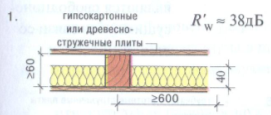 1.
гипсокартонные
или древесно-
стружечные плиты
R'w ≈ 38дБ
≥60
40
≥600